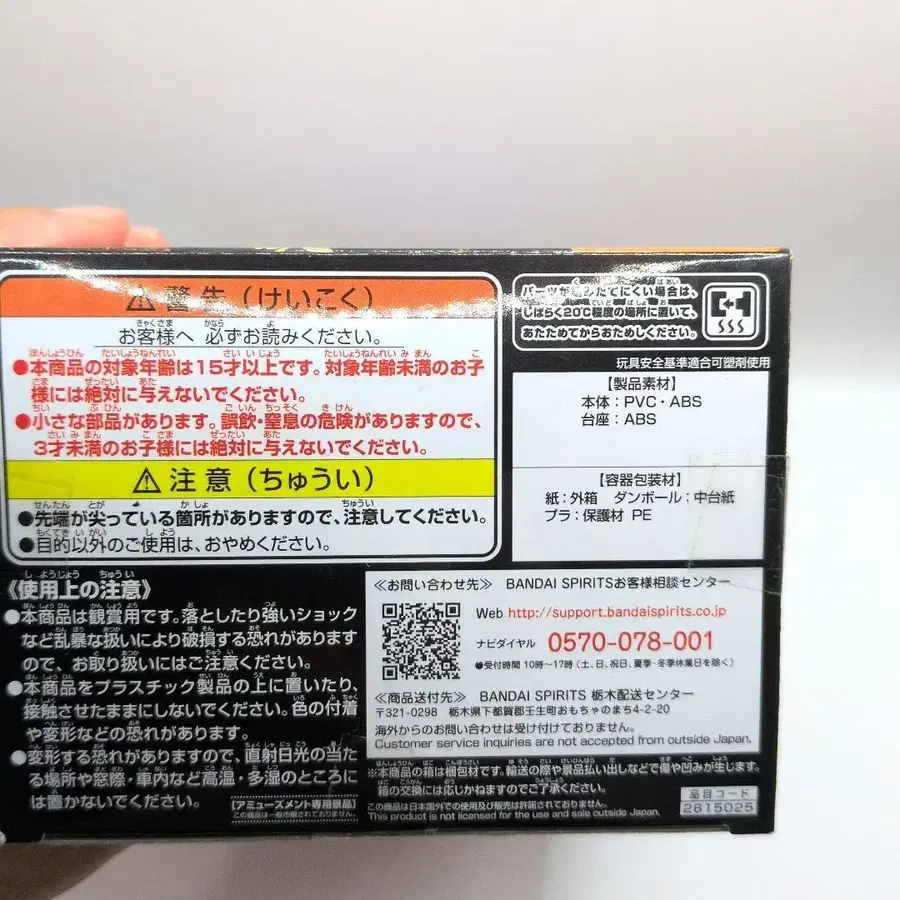 ⚠警告（けいこく）
お客様へ 必ずお読みください。
●本商品の対象年齢は15才以上です。対象年齢未満のお子
様には絶対に与えないでください。
●小さな部品があります。誤飲・窒息の危険がありますので、
3才未満のお子様には絶対に与えないでください。
⚠注意（ちゅうい）
●先端が尖っている箇所がありますので、注意してください。
●目的以外のご使用は、おやめください。
パーツが組みたてにくい場合は、
しばらく20℃程度の場所に置いて、
あたためてからおためしください。
玩具安全基準適合可塑剤使用
【製品素材】
本体：PVC・ABS
台座：ABS
【容器包装材】
紙：外箱 ダンボール：中台紙
プラ：保護材 PE
《使用上の注意》
●本商品は観賞用です。落としたり強いショック
など乱暴な扱いにより破損する恐れがあります
ので、お取り扱いにはご注意ください。
●本商品をプラスチック製品の上に置いたり、
接触させたままにしないでください。色の付着
や変形などの恐れがあります。
●変形する恐れがありますので、直射日光の当た
る場所や窓際・車内など高温・多湿のところに
は置かないでください。
【アミューズメント専用景品】
この商品は一般市販されておりません。
≪お問い合わせ先≫ BANDAI SPIRITSお客様相談センター
Web http://support.bandaispirits.co.jp
ナビダイヤル 0570-078-001
●受付時間 10時〜17時（土、日、祝日、夏季・冬季休業日を除く）
≪商品送付先≫ BANDAI SPIRITS 栃木配送センター
〒321-0298 栃木県下都賀郡壬生町おもちゃのまち4-2-20
海外からのお問い合わせは受け付けておりません。
Customer service inquiries are not accepted from outside Japan.
※本商品の箱は梱包材です。輸送の際や景品払い出しなどで傷や凹みが生じます。
箱の交換には応じかねますのでご了承ください。
この商品は日本国外での使用及び販売は許諾されておりません。
This product is not licensed for the use and sale outside Japan.
品目コード
2615025